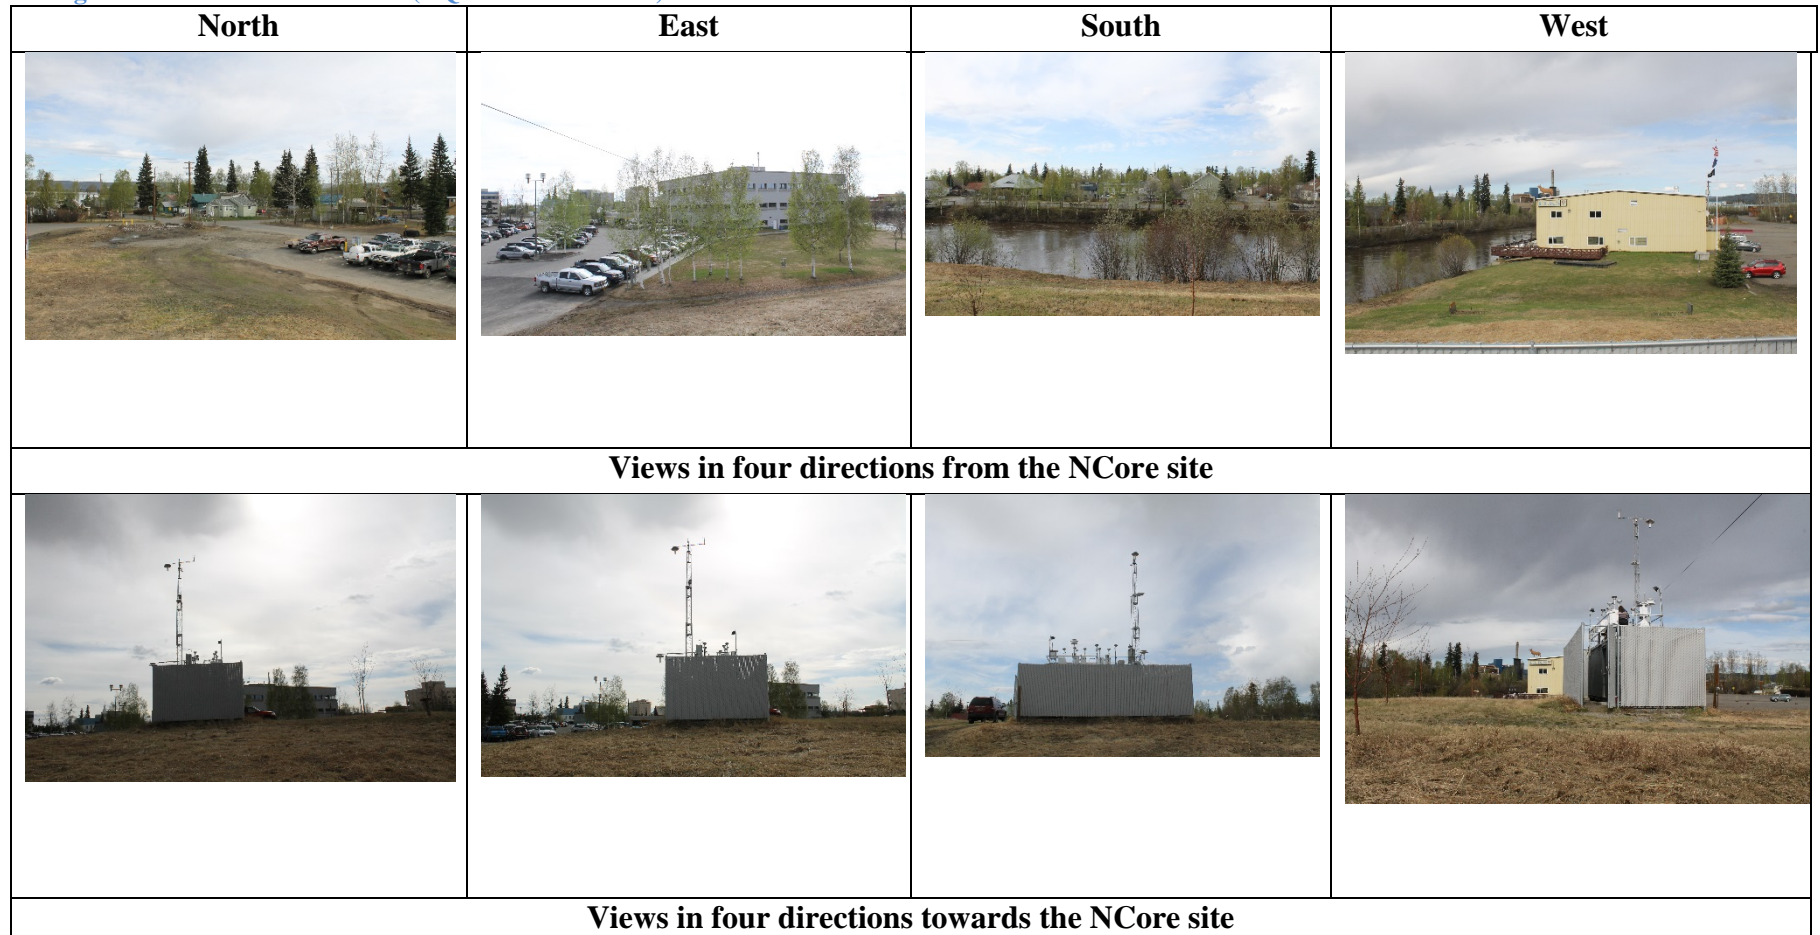 North East South West
Views in four directions from the NCore site
Views in four directions towards the NCore site